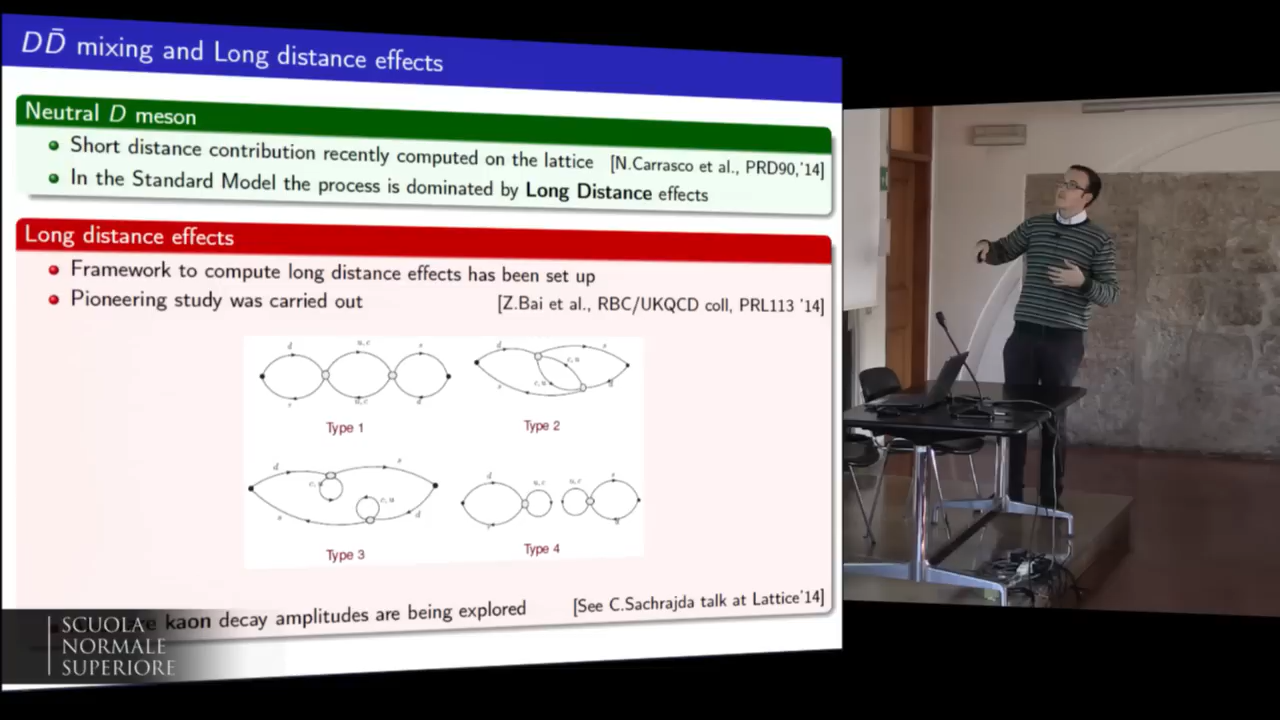 DD̄ mixing and Long distance effects
Neutral D meson
Short distance contribution recently computed on the lattice [N.Carrasco et al., PRD90,'14]
In the Standard Model the process is dominated by Long Distance effects
Long distance effects
Framework to compute long distance effects has been set up
Pioneering study was carried out [Z.Bai et al., RBC/UKQCD coll, PRL113 '14]
d u, c s d s
s u, c d s c, u c, u
Type 1 Type 2
d s d u, c u, c s
c, u s d s
Type 3 Type 4
kaon decay amplitudes are being explored [See C.Sachrajda talk at Lattice'14]
SCUOLA
NORMALE
SUPERIORE